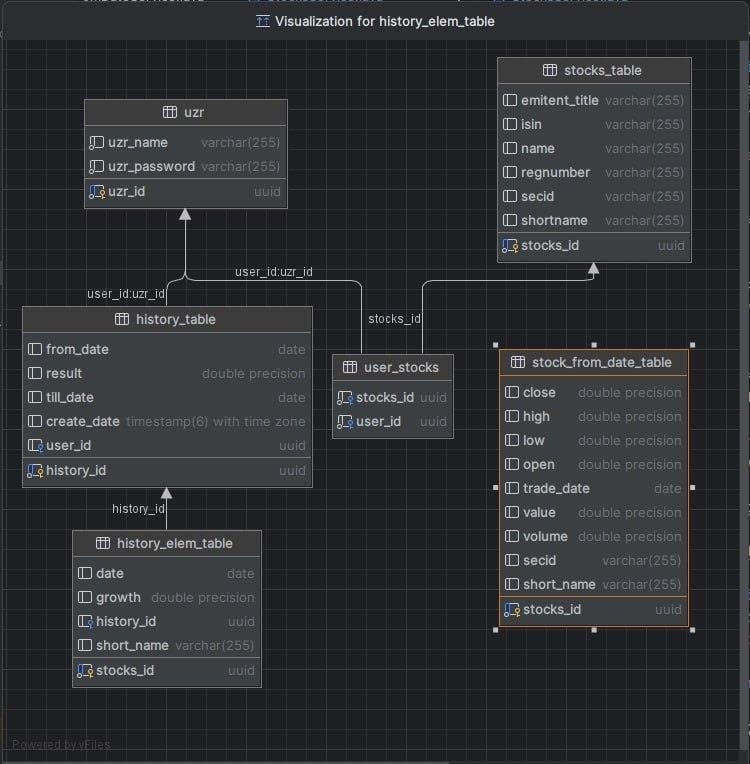 Visualization for history_elem_table
stocks_table
emitent_title varchar(255)
isin varchar(255)
name varchar(255)
regnumber varchar(255)
secid varchar(255)
shortname varchar(255)
stocks_id uuid
uzr
uzr_name varchar(255)
uzr_password varchar(255)
uzr_id uuid
user_id:uzr_id
user_id:uzr_id
stocks_id
history_table
from_date date
result double precision
till_date date
create_date timestamp(6) with time zone
user_id uuid
history_id uuid
user_stocks
stocks_id uuid
user_id uuid
stock_from_date_table
close double precision
high double precision
low double precision
open double precision
trade_date date
value double precision
volume double precision
secid varchar(255)
short_name varchar(255)
stocks_id uuid
history_id
history_elem_table
date date
growth double precision
history_id uuid
short_name varchar(255)
stocks_id uuid
Powered by yFiles